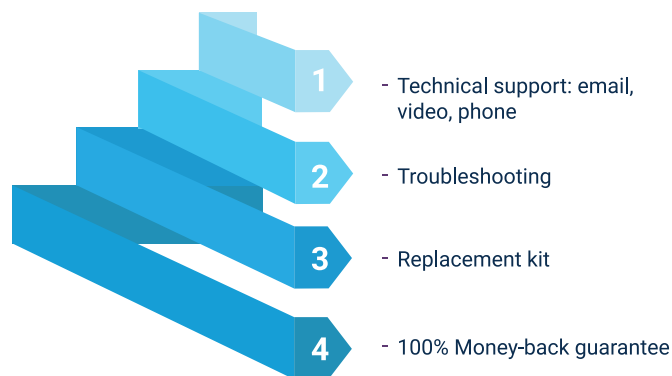 1
- Technical support: email,
video, phone
2
- Troubleshooting
3
- Replacement kit
4
- 100% Money-back guarantee